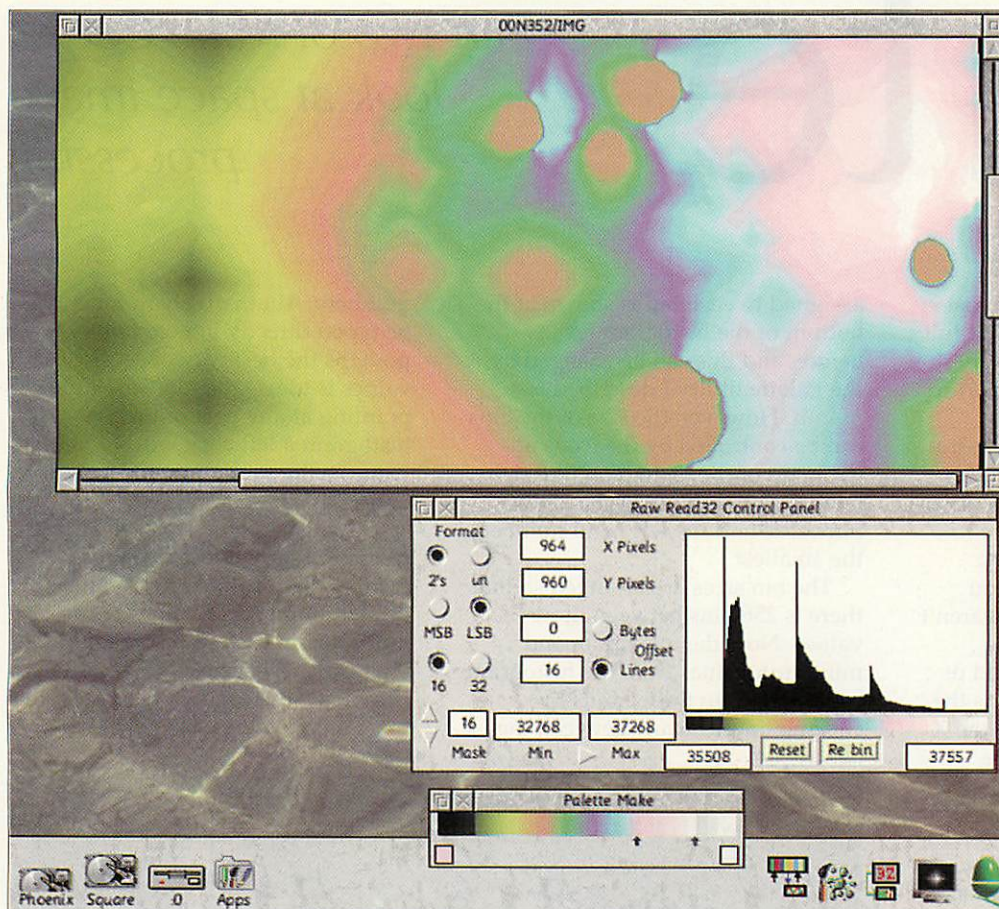 00N352/IMG
Raw Read32 Control Panel
Format
964 X Pixels
2's un
960 Y Pixels
MSB LSB
0 Bytes
Offset
16 Lines
16 32
16 32768 37268
Mask Min Max
35508 Reset Re bin 37557
Palette Make
Phoenix Square :0 Apps
32